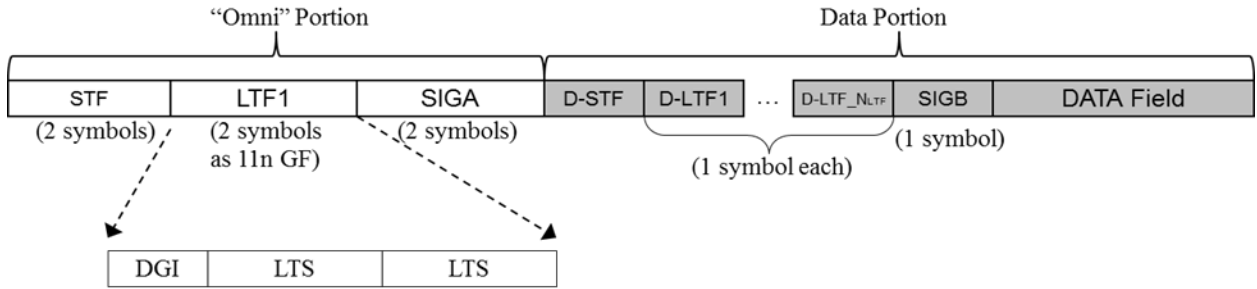 “Omni” Portion
Data Portion
STF
LTF1
SIGA
D-STF
D-LTF1
...
D-LTF_NLTF
SIGB
DATA Field
(2 symbols)
(2 symbols
as 11n GF)
(2 symbols)
(1 symbol each)
(1 symbol)
DGI
LTS
LTS